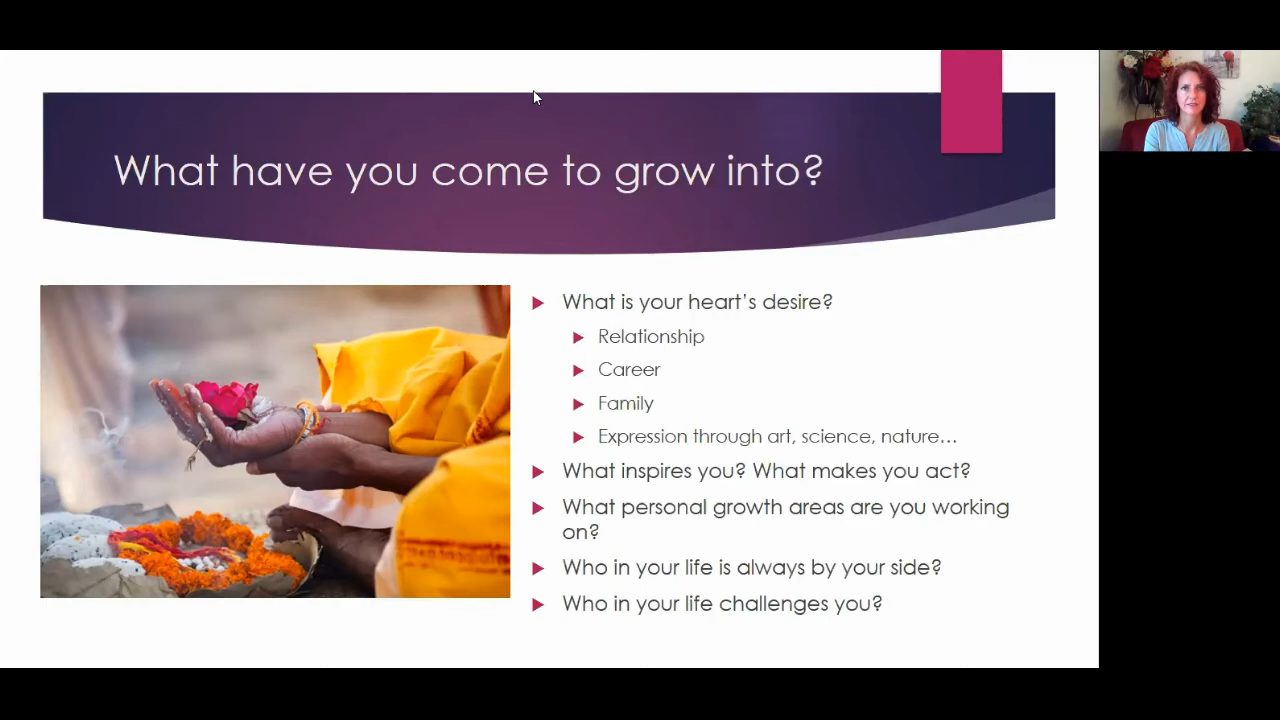 What have you come to grow into?
What is your heart's desire?
Relationship
Career
Family
Expression through art, science, nature...
What inspires you? What makes you act?
What personal growth areas are you working
on?
Who in your life is always by your side?
Who in your life challenges you?